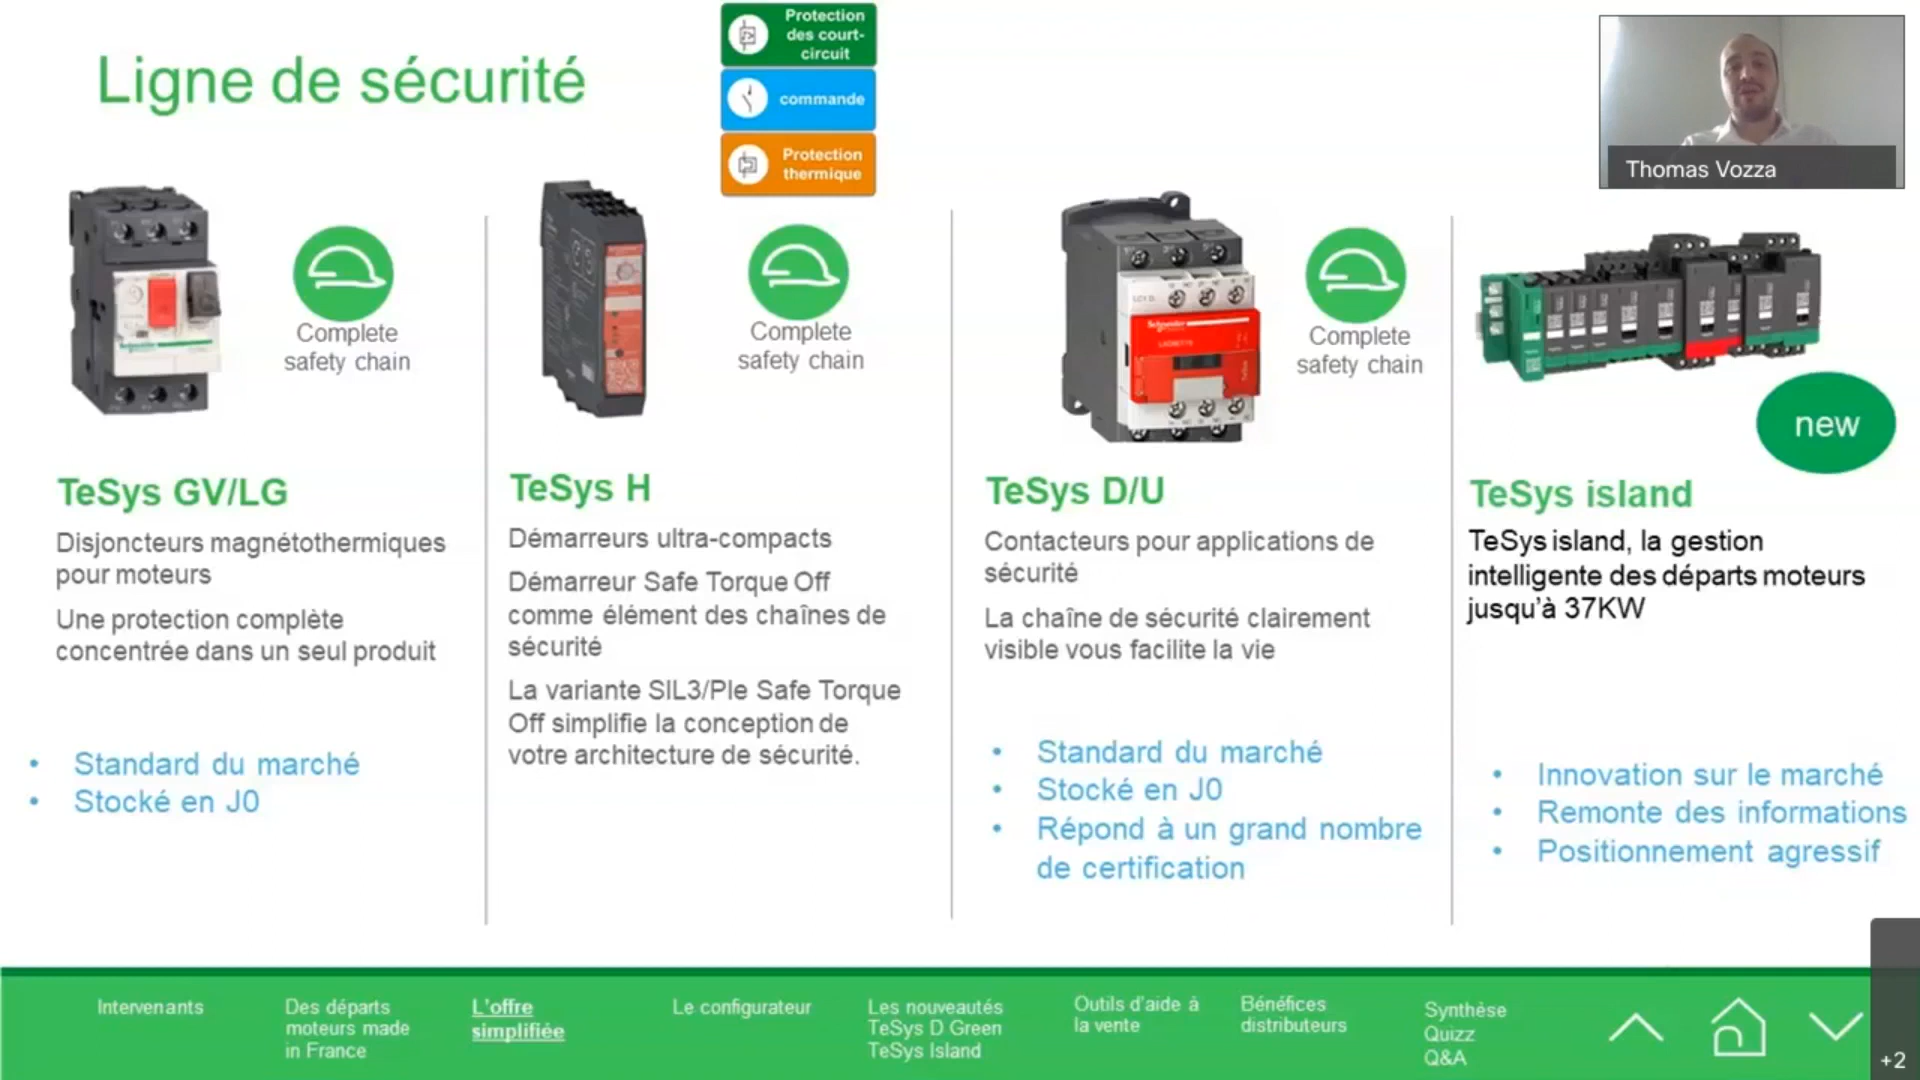 Ligne de sécurité
Protection
des court-
circuit
commande
Protection
thermique
Thomas Vozza
Complete
safety chain
TeSys GV/LG
Disjoncteurs magnétothermiques
pour moteurs
Une protection complète
concentrée dans un seul produit
• Standard du marché
• Stocké en J0
Complete
safety chain
TeSys H
Démarreurs ultra-compacts
Démarreur Safe Torque Off
comme élément des chaînes de
sécurité
La variante SIL3/Ple Safe Torque
Off simplifie la conception de
votre architecture de sécurité.
LC1 D
Schneider
Complete
safety chain
TeSys D/U
Contacteurs pour applications de
sécurité
La chaîne de sécurité clairement
visible vous facilite la vie
• Standard du marché
• Stocké en J0
• Répond à un grand nombre
de certification
new
TeSys island
TeSys island, la gestion
intelligente des départs moteurs
jusqu'à 37KW
• Innovation sur le marché
• Remonte des informations
• Positionnement agressif
Intervenants
Des départs
moteurs made
in France
L'offre
simplifiée
Le configurateur
Les nouveautés
TeSys D Green
TeSys Island
Outils d'aide à
la vente
Bénéfices
distributeurs
Synthèse
Quizz
Q&A
+2